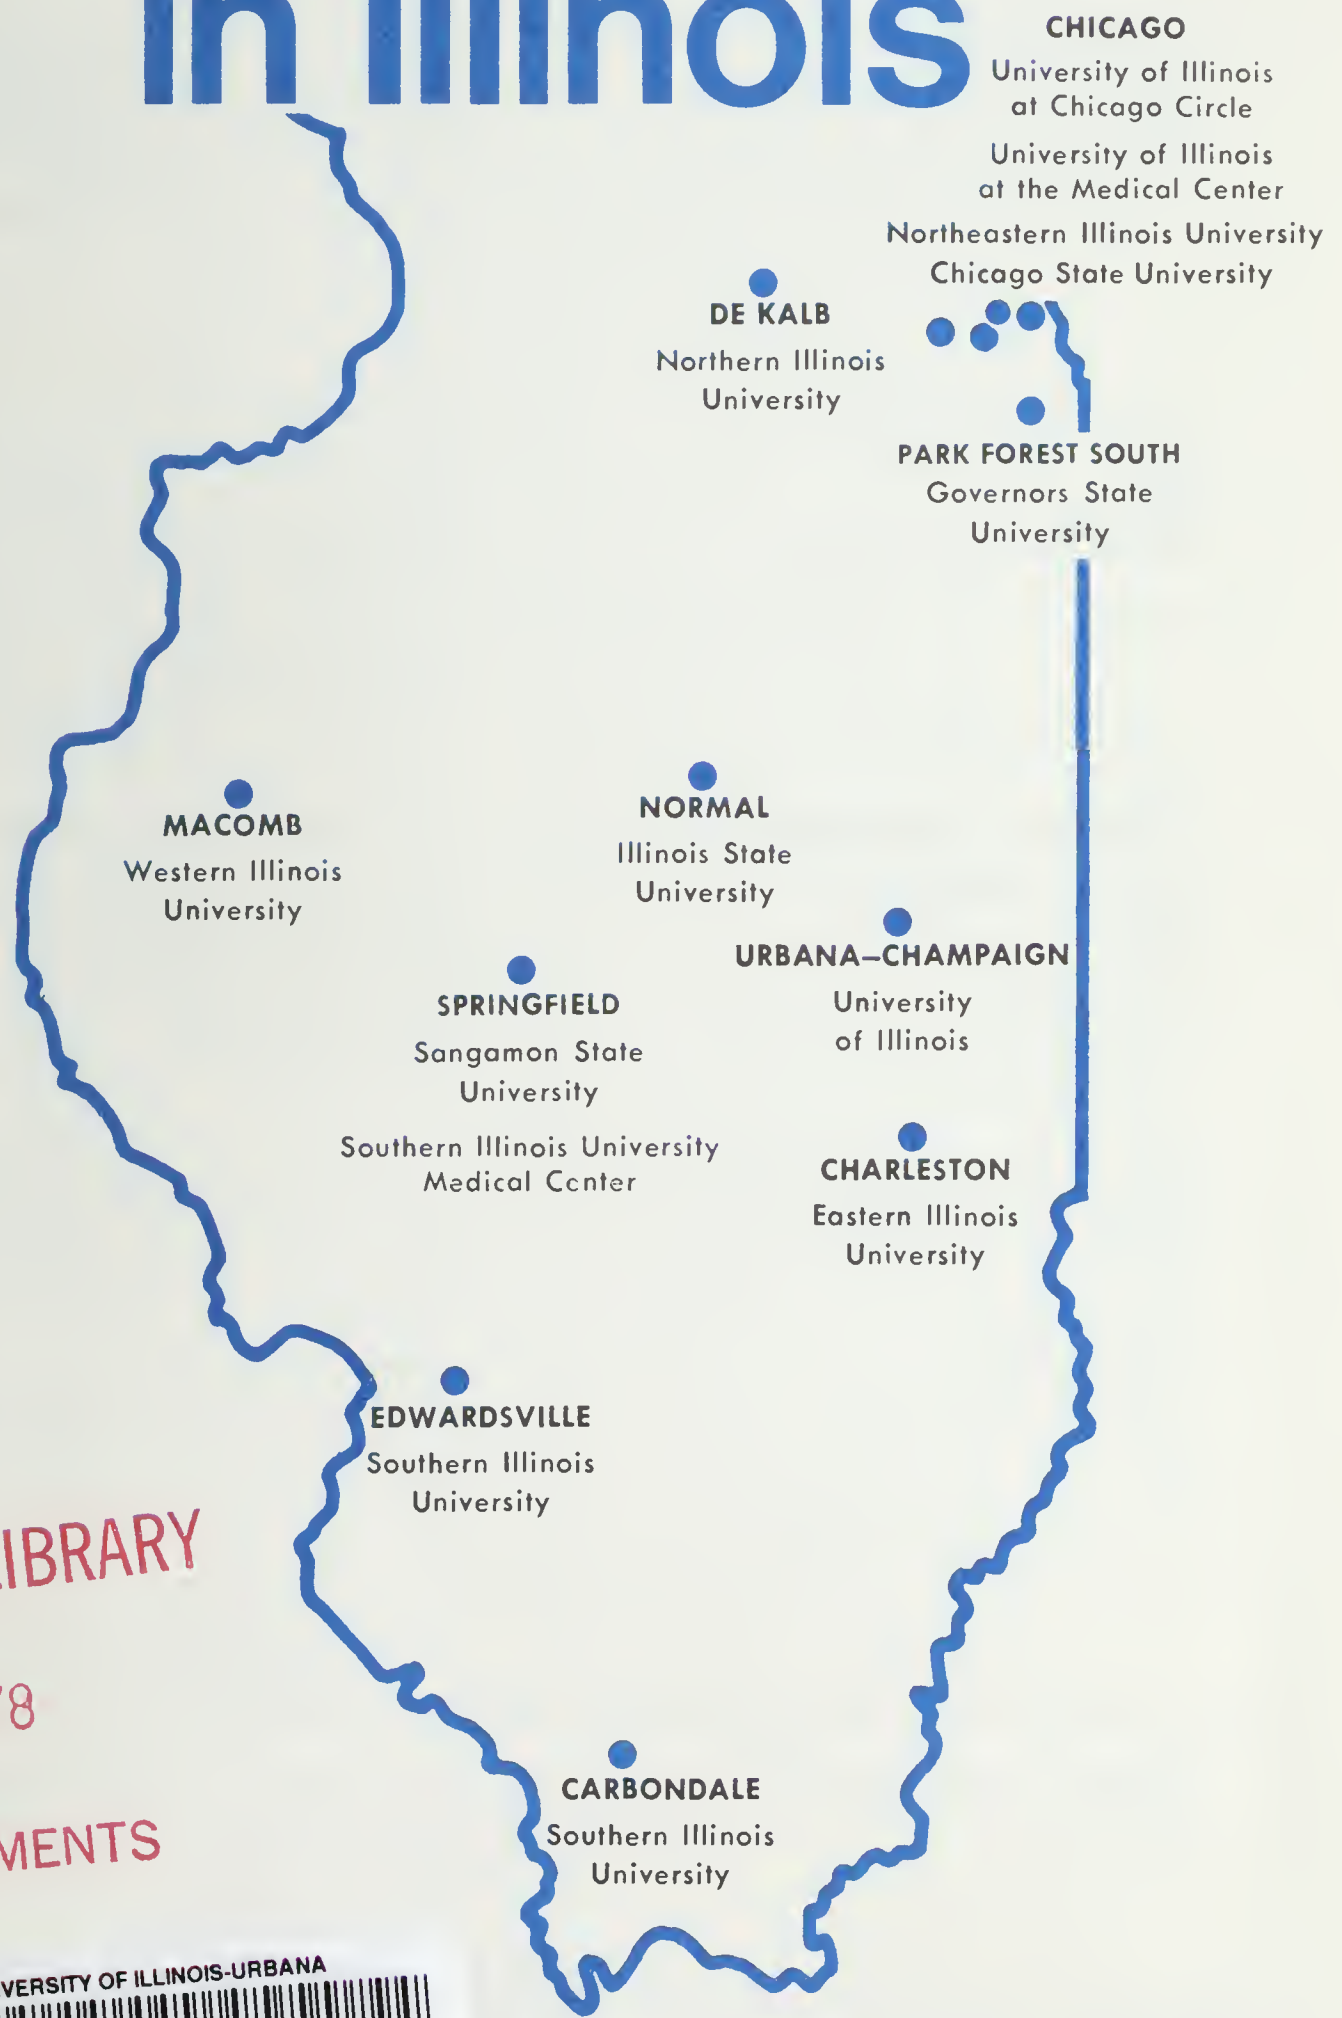 in Illinois
CHICAGO
University of Illinois
at Chicago Circle
University of Illinois
at the Medical Center
Northeastern Illinois University
Chicago State University
DE KALB
Northern Illinois
University
PARK FOREST SOUTH
Governors State
University
MACOMB
Western Illinois
University
NORMAL
Illinois State
University
URBANA–CHAMPAIGN
University
of Illinois
SPRINGFIELD
Sangamon State
University
Southern Illinois University
Medical Center
CHARLESTON
Eastern Illinois
University
EDWARDSVILLE
Southern Illinois
University
LIBRARY
'8
MENTS
CARBONDALE
Southern Illinois
University
VERSITY OF ILLINOIS-URBANA